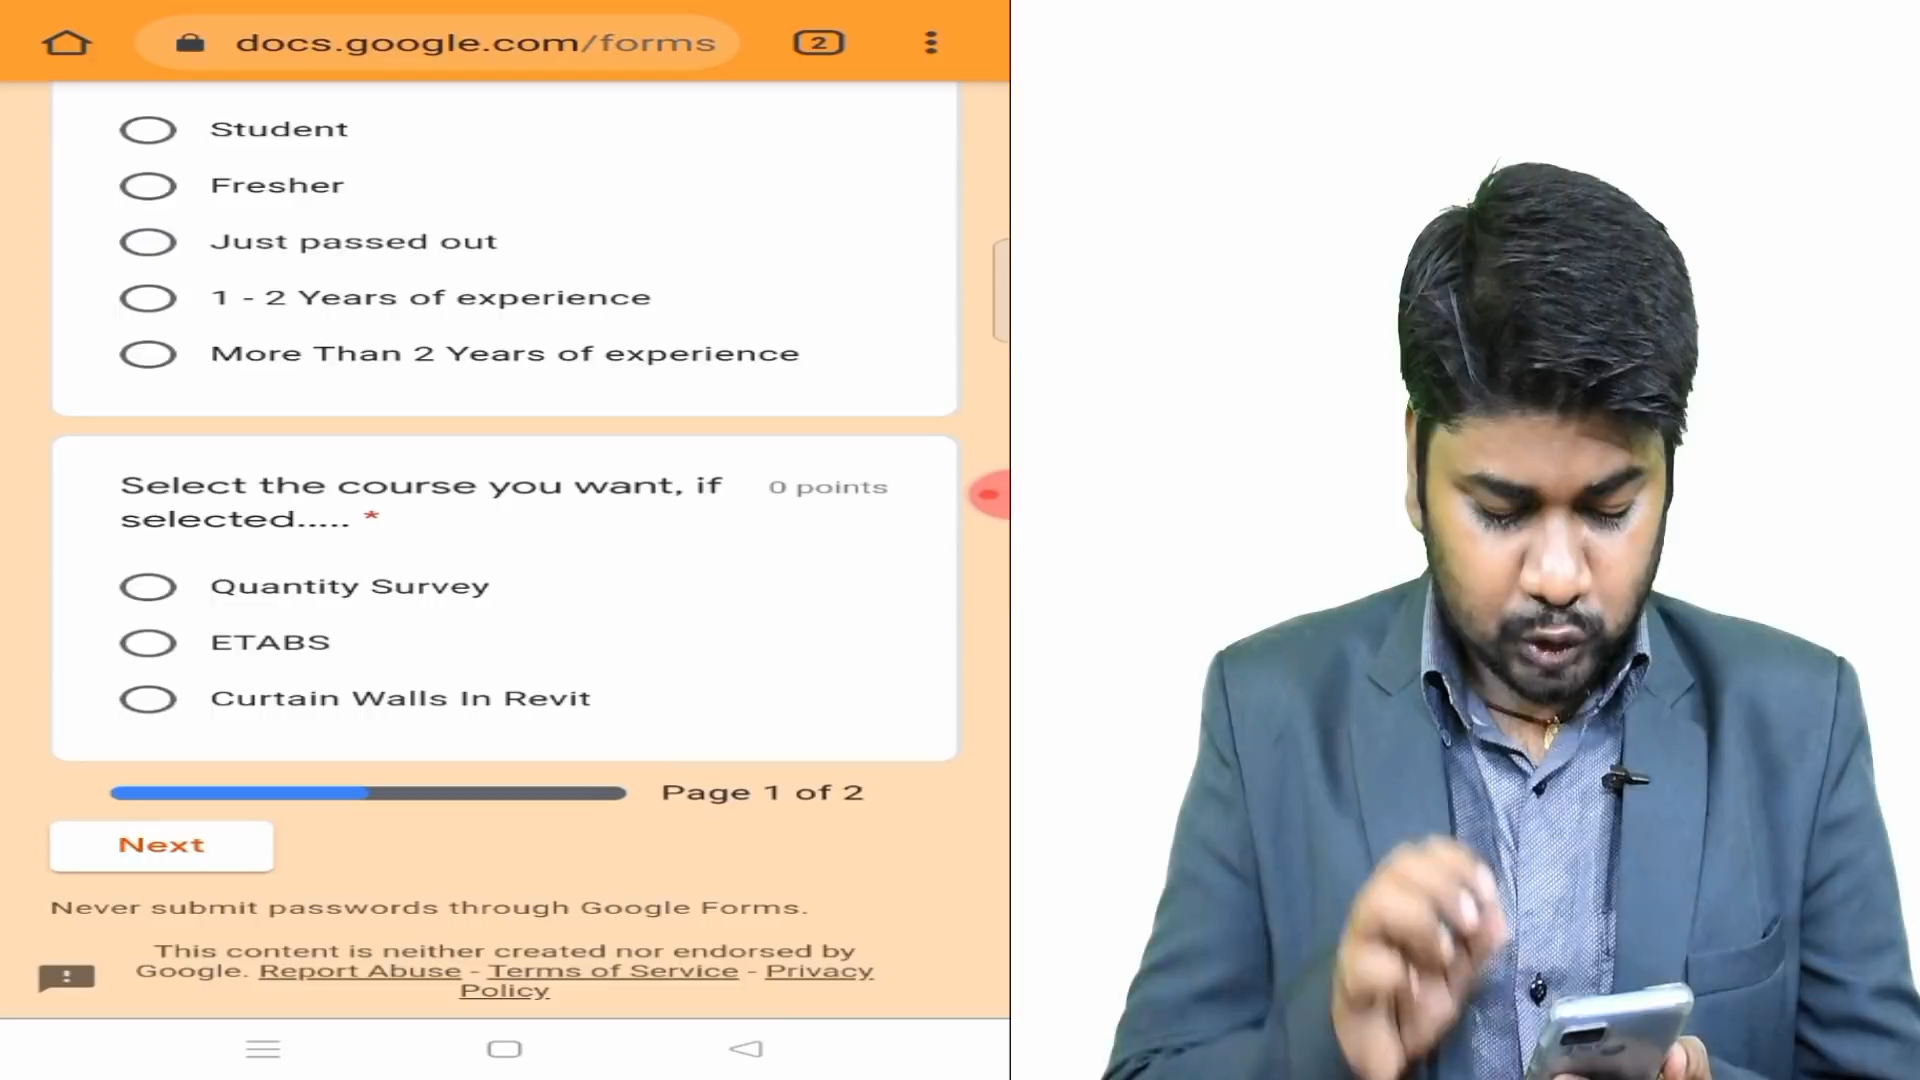 docs.google.com/forms
2
Student
Fresher
Just passed out
1 - 2 Years of experience
More Than 2 Years of experience
Select the course you want, if
selected..... *
0 points
Quantity Survey
ETABS
Curtain Walls In Revit
Page 1 of 2
Next
Never submit passwords through Google Forms.
This content is neither created nor endorsed by
Google. Report Abuse - Terms of Service - Privacy
Policy